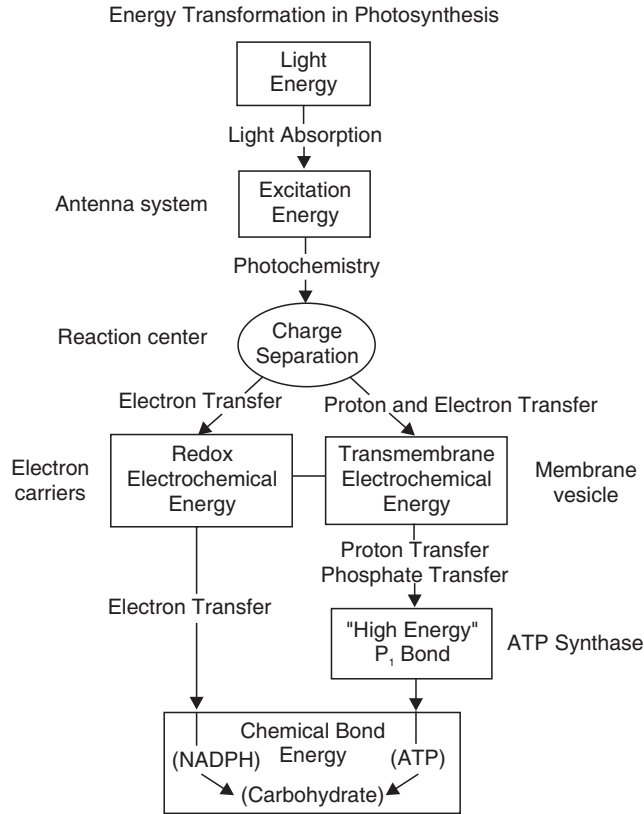 Energy Transformation in Photosynthesis
Light
Energy
Light Absorption
Antenna system
Excitation
Energy
Photochemistry
Reaction center
Charge
Separation
Electron Transfer
Proton and Electron Transfer
Electron
carriers
Redox
Electrochemical
Energy
Transmembrane
Electrochemical
Energy
Membrane
vesicle
Proton Transfer
Phosphate Transfer
Electron Transfer
"High Energy"
P₁ Bond
ATP Synthase
Chemical Bond
Energy
(NADPH)
(ATP)
(Carbohydrate)